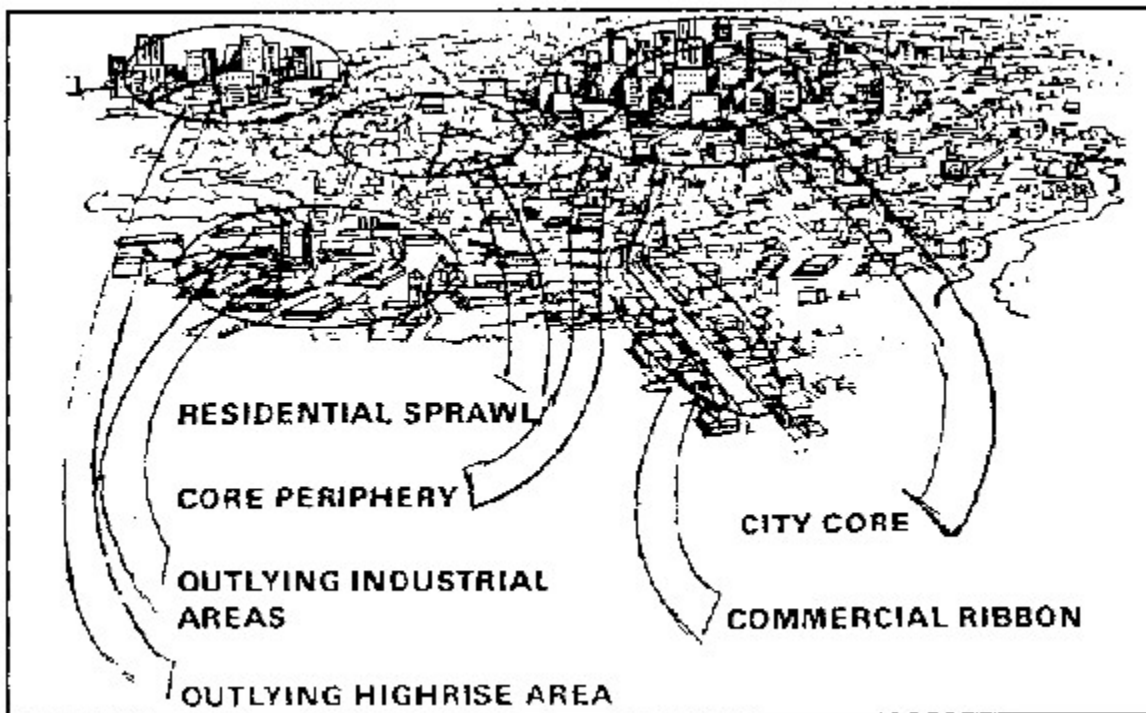 RESIDENTIAL SPRAWL
CORE PERIPHERY
CITY CORE
OUTLYING INDUSTRIAL
AREAS
COMMERCIAL RIBBON
OUTLYING HIGHRISE AREA